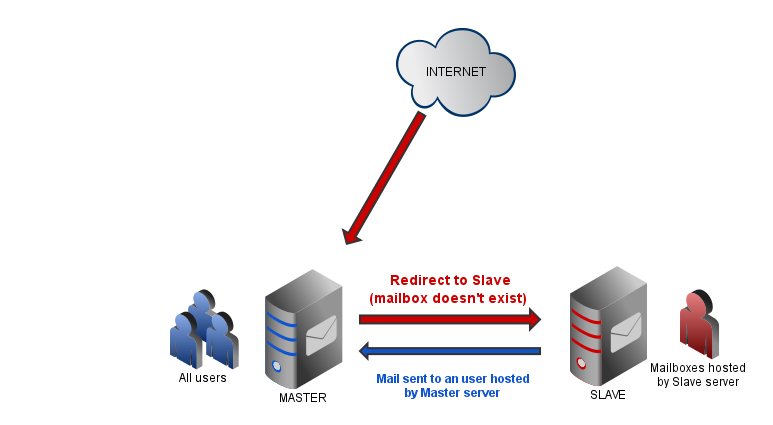 INTERNET
Redirect to Slave
(mailbox doesn't exist)
All users
MASTER
Mail sent to an user hosted
by Master server
SLAVE
Mailboxes hosted
by Slave server